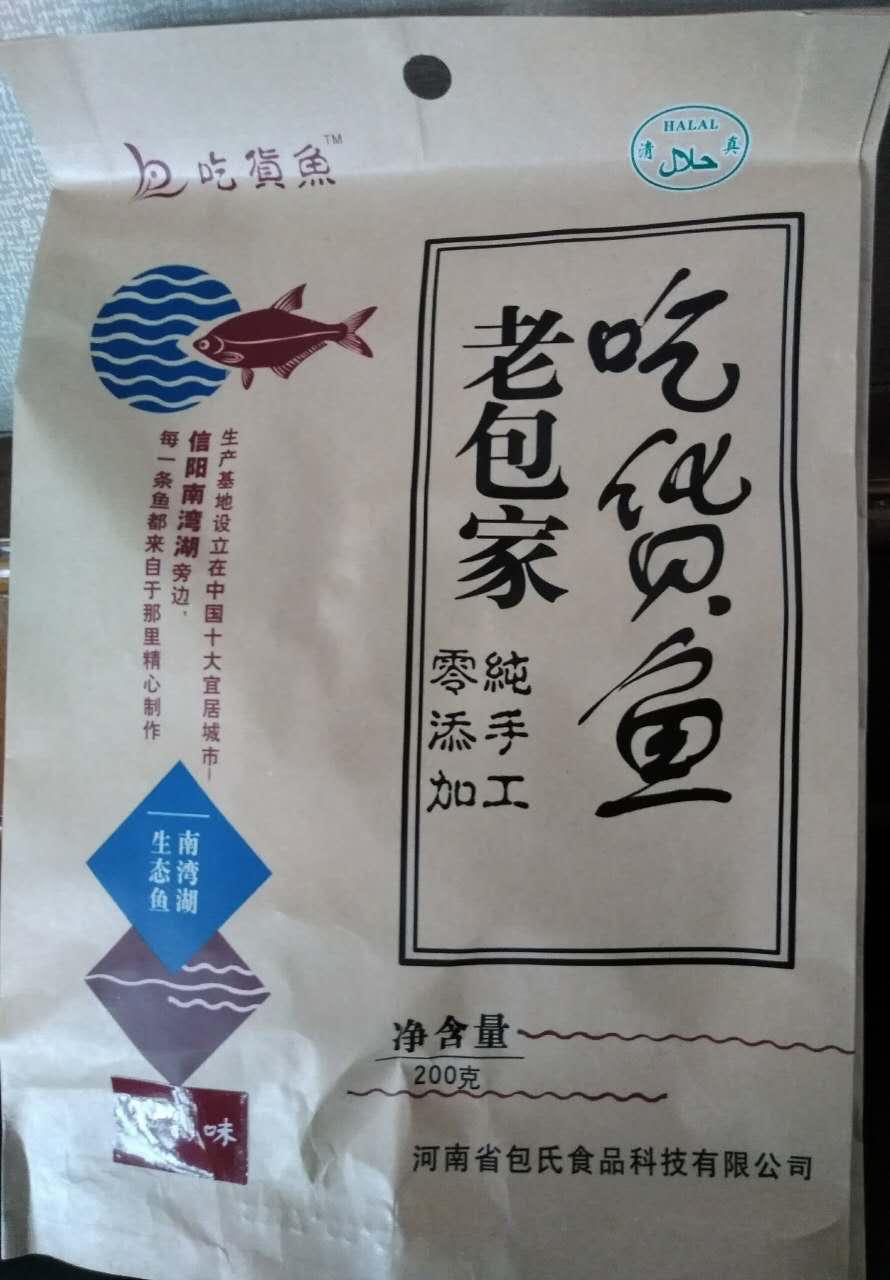 吃貨魚™
HALAL
清 真
حلال
吃货鱼
老包家
純手工
零添加
生产基地设立在中国十大宜居城市—
信阳南湾湖旁边，
每一条鱼都来自于那里精心制作
南湾湖
生态鱼
净含量
200克
味
河南省包氏食品科技有限公司